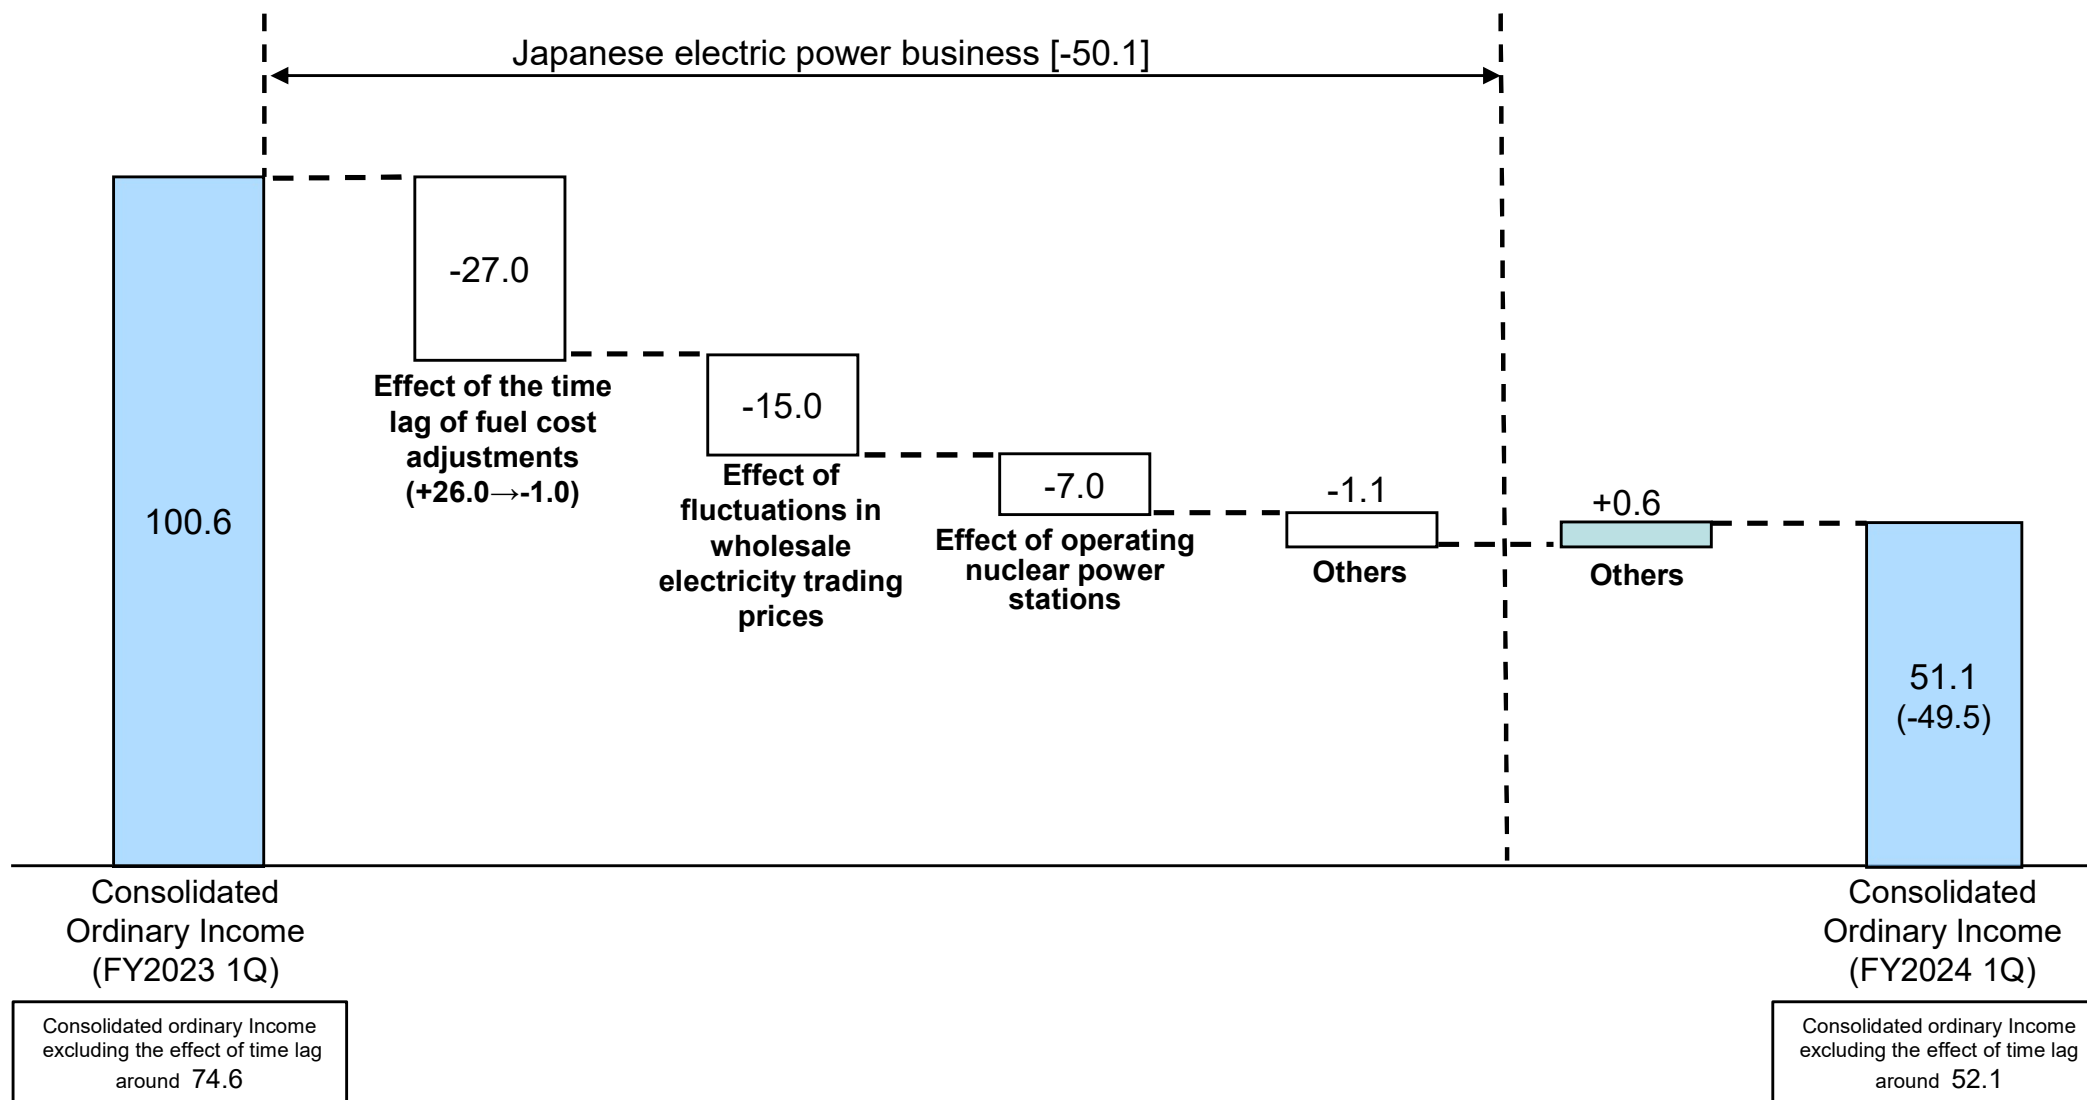 Japanese electric power business [-50.1]
100.6
-27.0
Effect of the time
lag of fuel cost
adjustments
(+26.0→-1.0)
-15.0
Effect of
fluctuations in
wholesale
electricity trading
prices
-7.0
Effect of operating
nuclear power
stations
-1.1
Others
+0.6
Others
51.1
(-49.5)
Consolidated
Ordinary Income
(FY2023 1Q)
Consolidated ordinary Income
excluding the effect of time lag
around 74.6
Consolidated
Ordinary Income
(FY2024 1Q)
Consolidated ordinary Income
excluding the effect of time lag
around 52.1